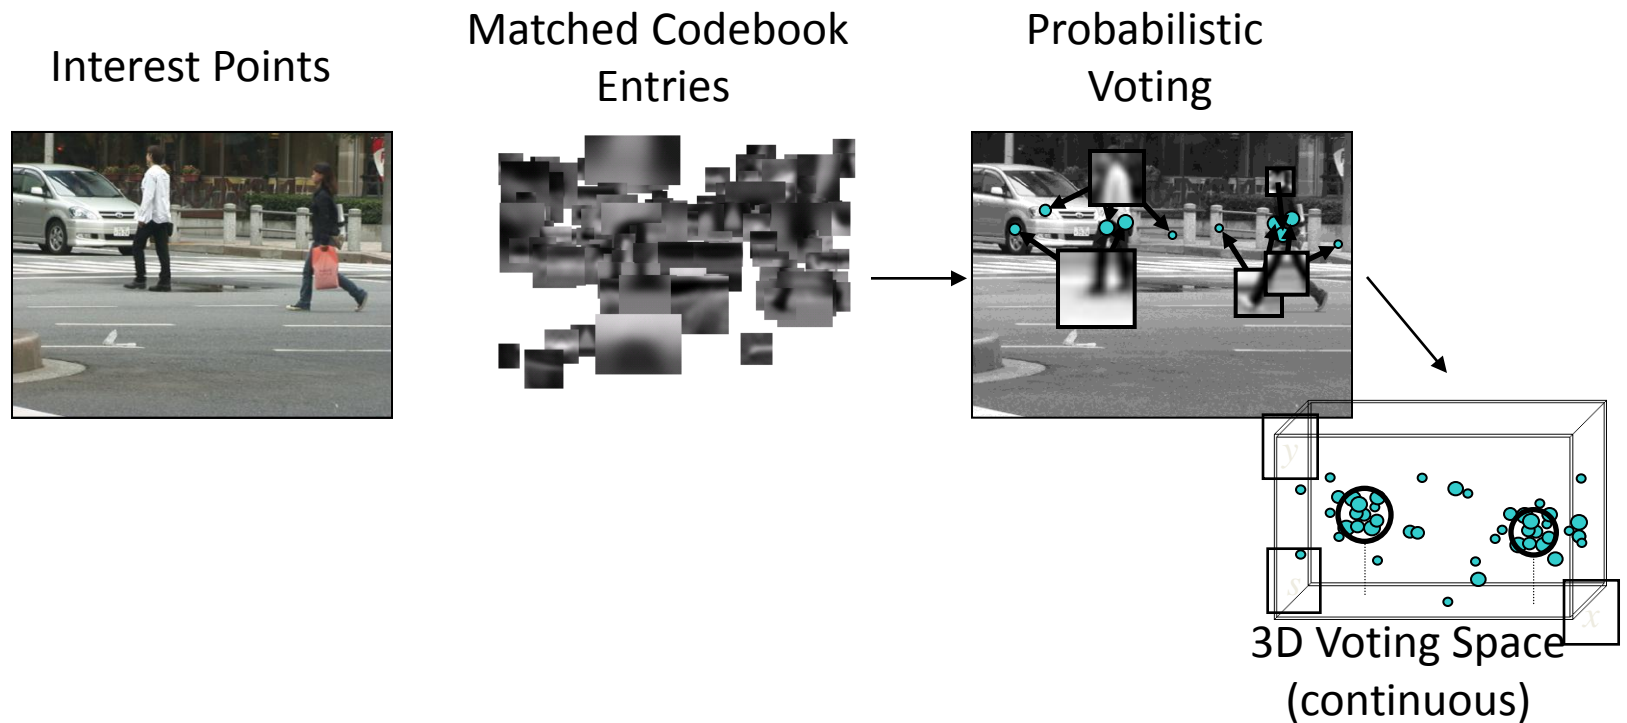 Interest Points
Matched Codebook
Entries
Probabilistic
Voting
y
s
x
3D Voting Space
(continuous)